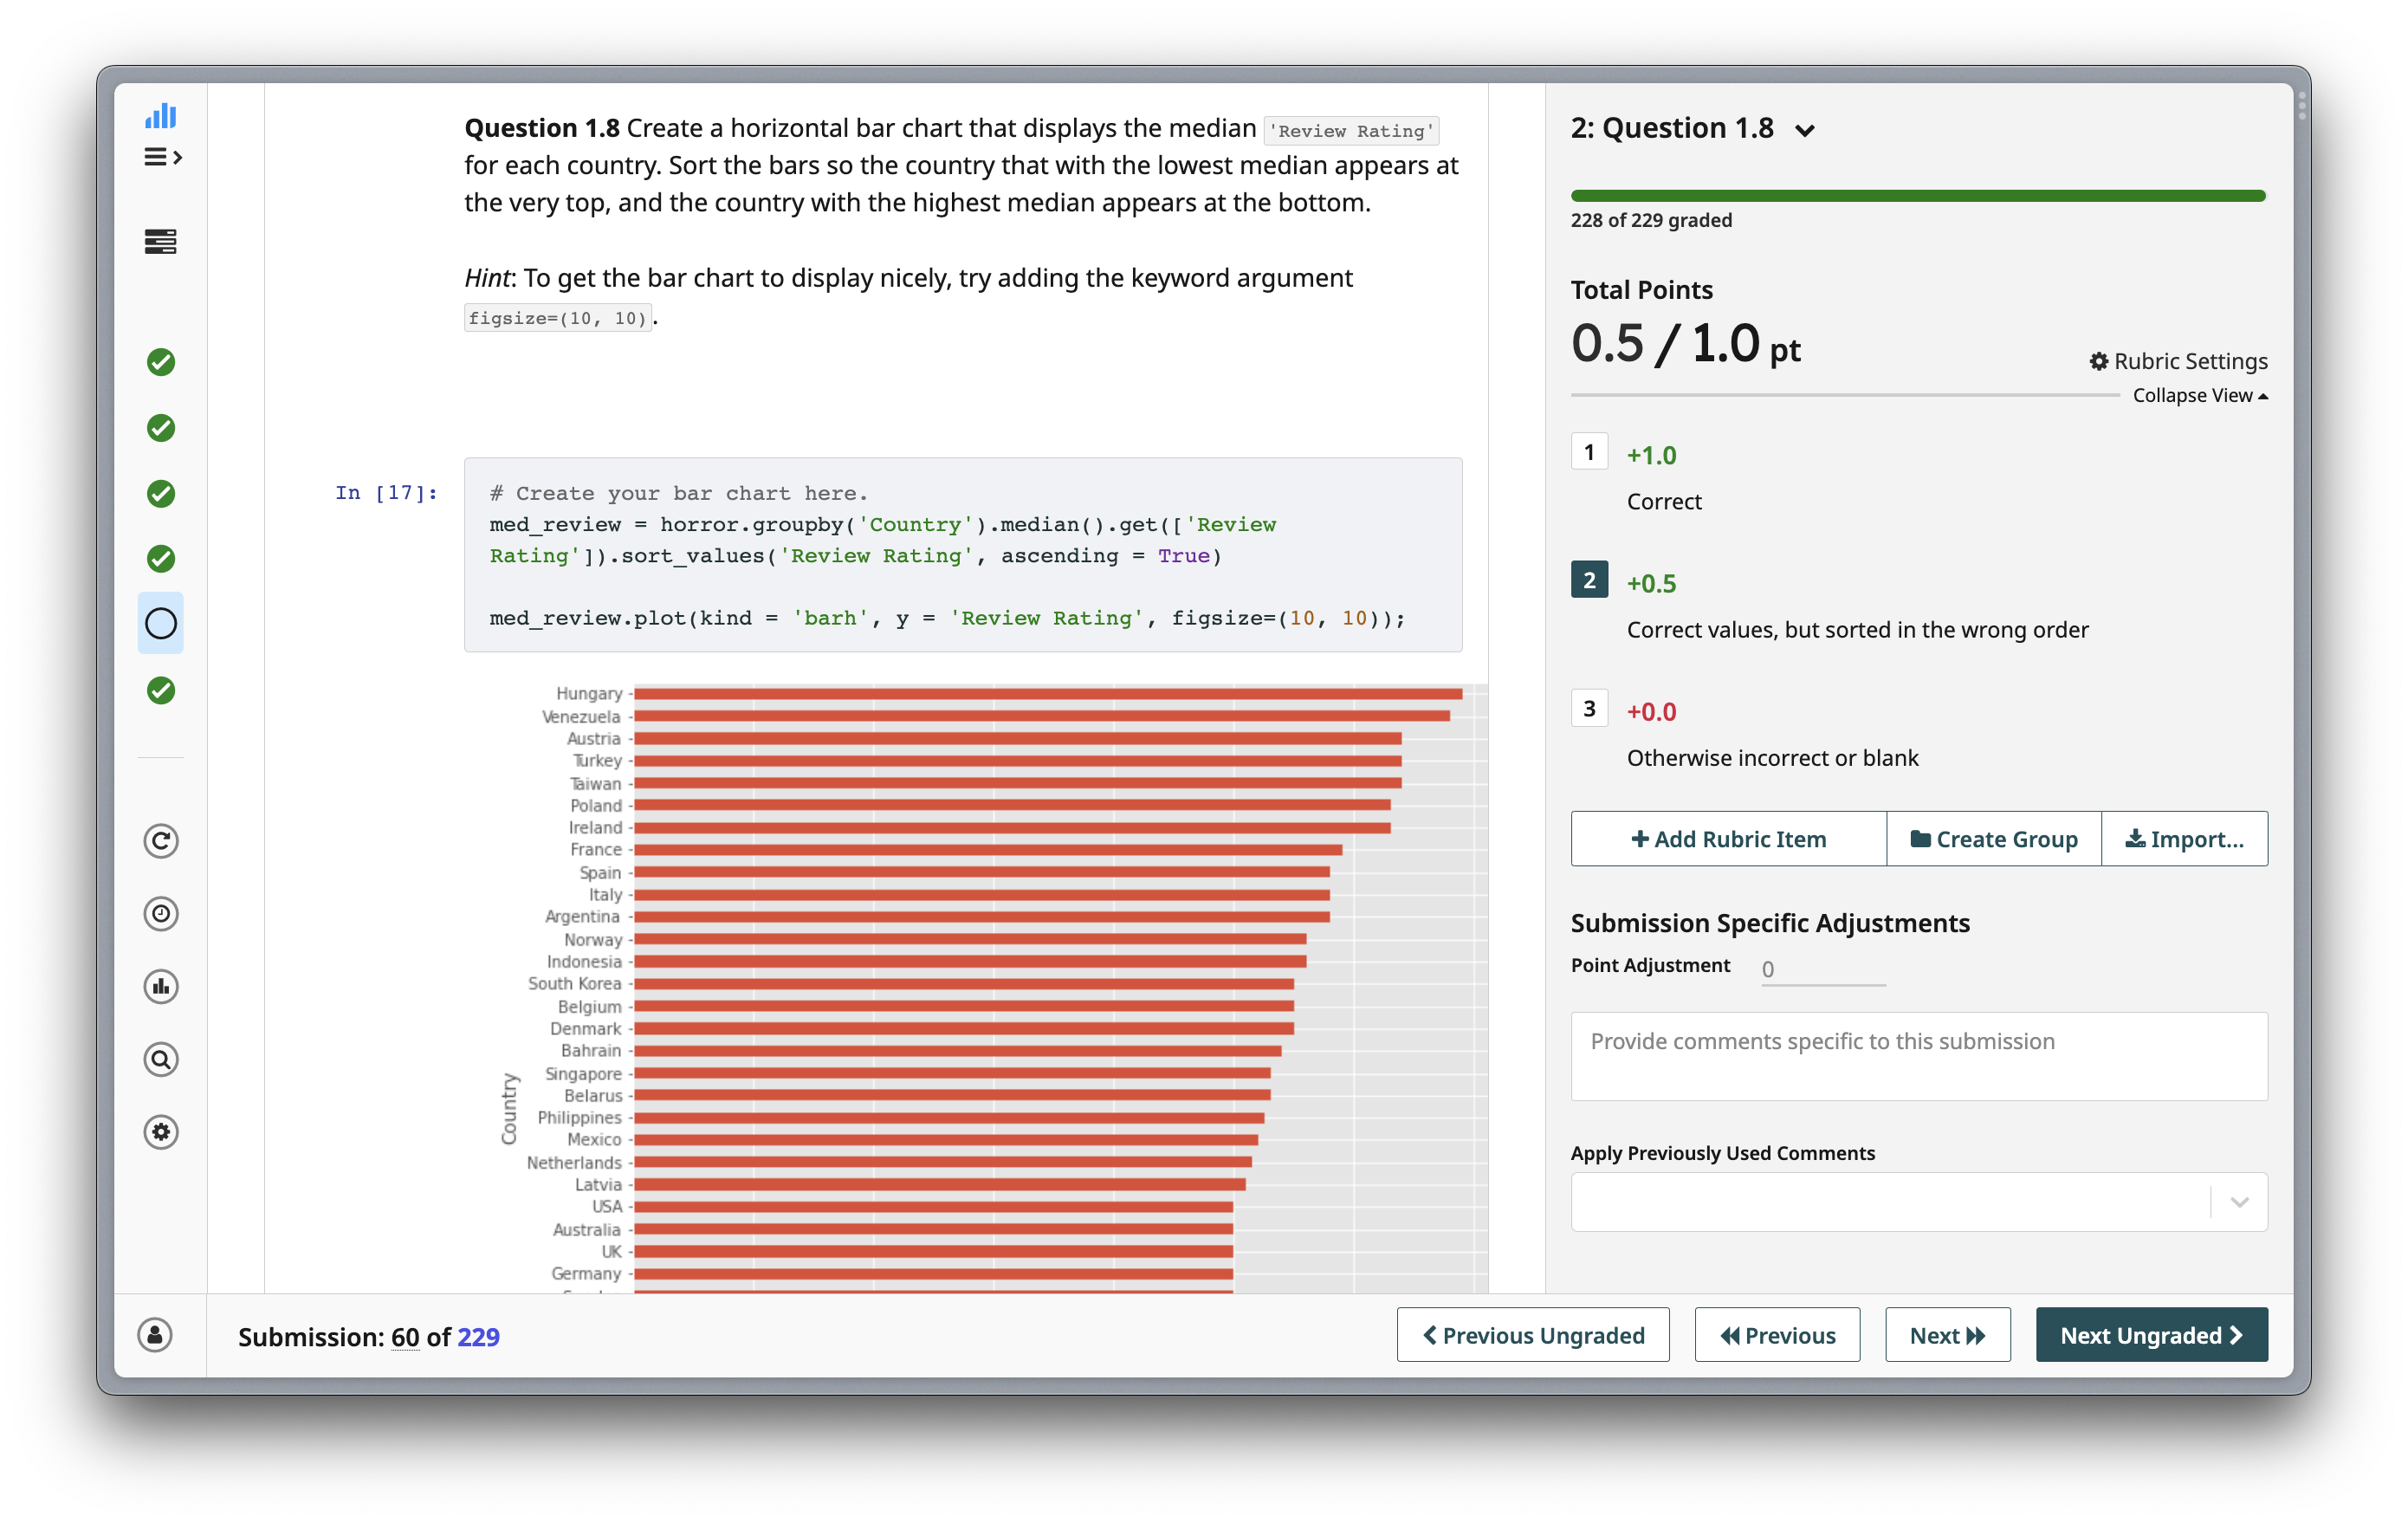 Question 1.8 Create a horizontal bar chart that displays the median 'Review Rating'
for each country. Sort the bars so the country that with the lowest median appears at
the very top, and the country with the highest median appears at the bottom.
Hint: To get the bar chart to display nicely, try adding the keyword argument
figsize=(10, 10).
In [17]:
# Create your bar chart here.
med_review = horror.groupby('Country').median().get(['Review
Rating']).sort_values('Review Rating', ascending = True)
med_review.plot(kind = 'barh', y = 'Review Rating', figsize=(10, 10));
Hungary
Venezuela
Austria
Turkey
Taiwan
Poland
Ireland
France
Spain
Italy
Argentina
Norway
Indonesia
South Korea
Belgium
Denmark
Bahrain
Singapore
Belarus
Philippines
Mexico
Netherlands
Latvia
USA
Australia
UK
Germany
Country
2: Question 1.8
228 of 229 graded
Total Points
0.5 / 1.0 pt
Rubric Settings
Collapse View
1 +1.0
Correct
2 +0.5
Correct values, but sorted in the wrong order
3 +0.0
Otherwise incorrect or blank
Add Rubric Item
Create Group
Import...
Submission Specific Adjustments
Point Adjustment 0
Provide comments specific to this submission
Apply Previously Used Comments
Submission: 60 of 229
Previous Ungraded
Previous
Next
Next Ungraded